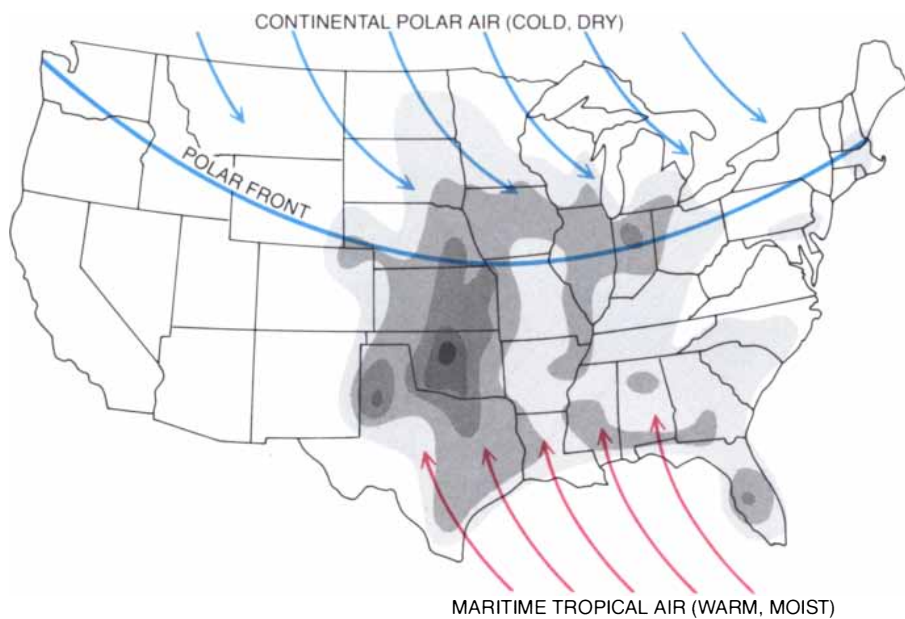 CONTINENTAL POLAR AIR (COLD, DRY)
POLAR FRONT
MARITIME TROPICAL AIR (WARM, MOIST)